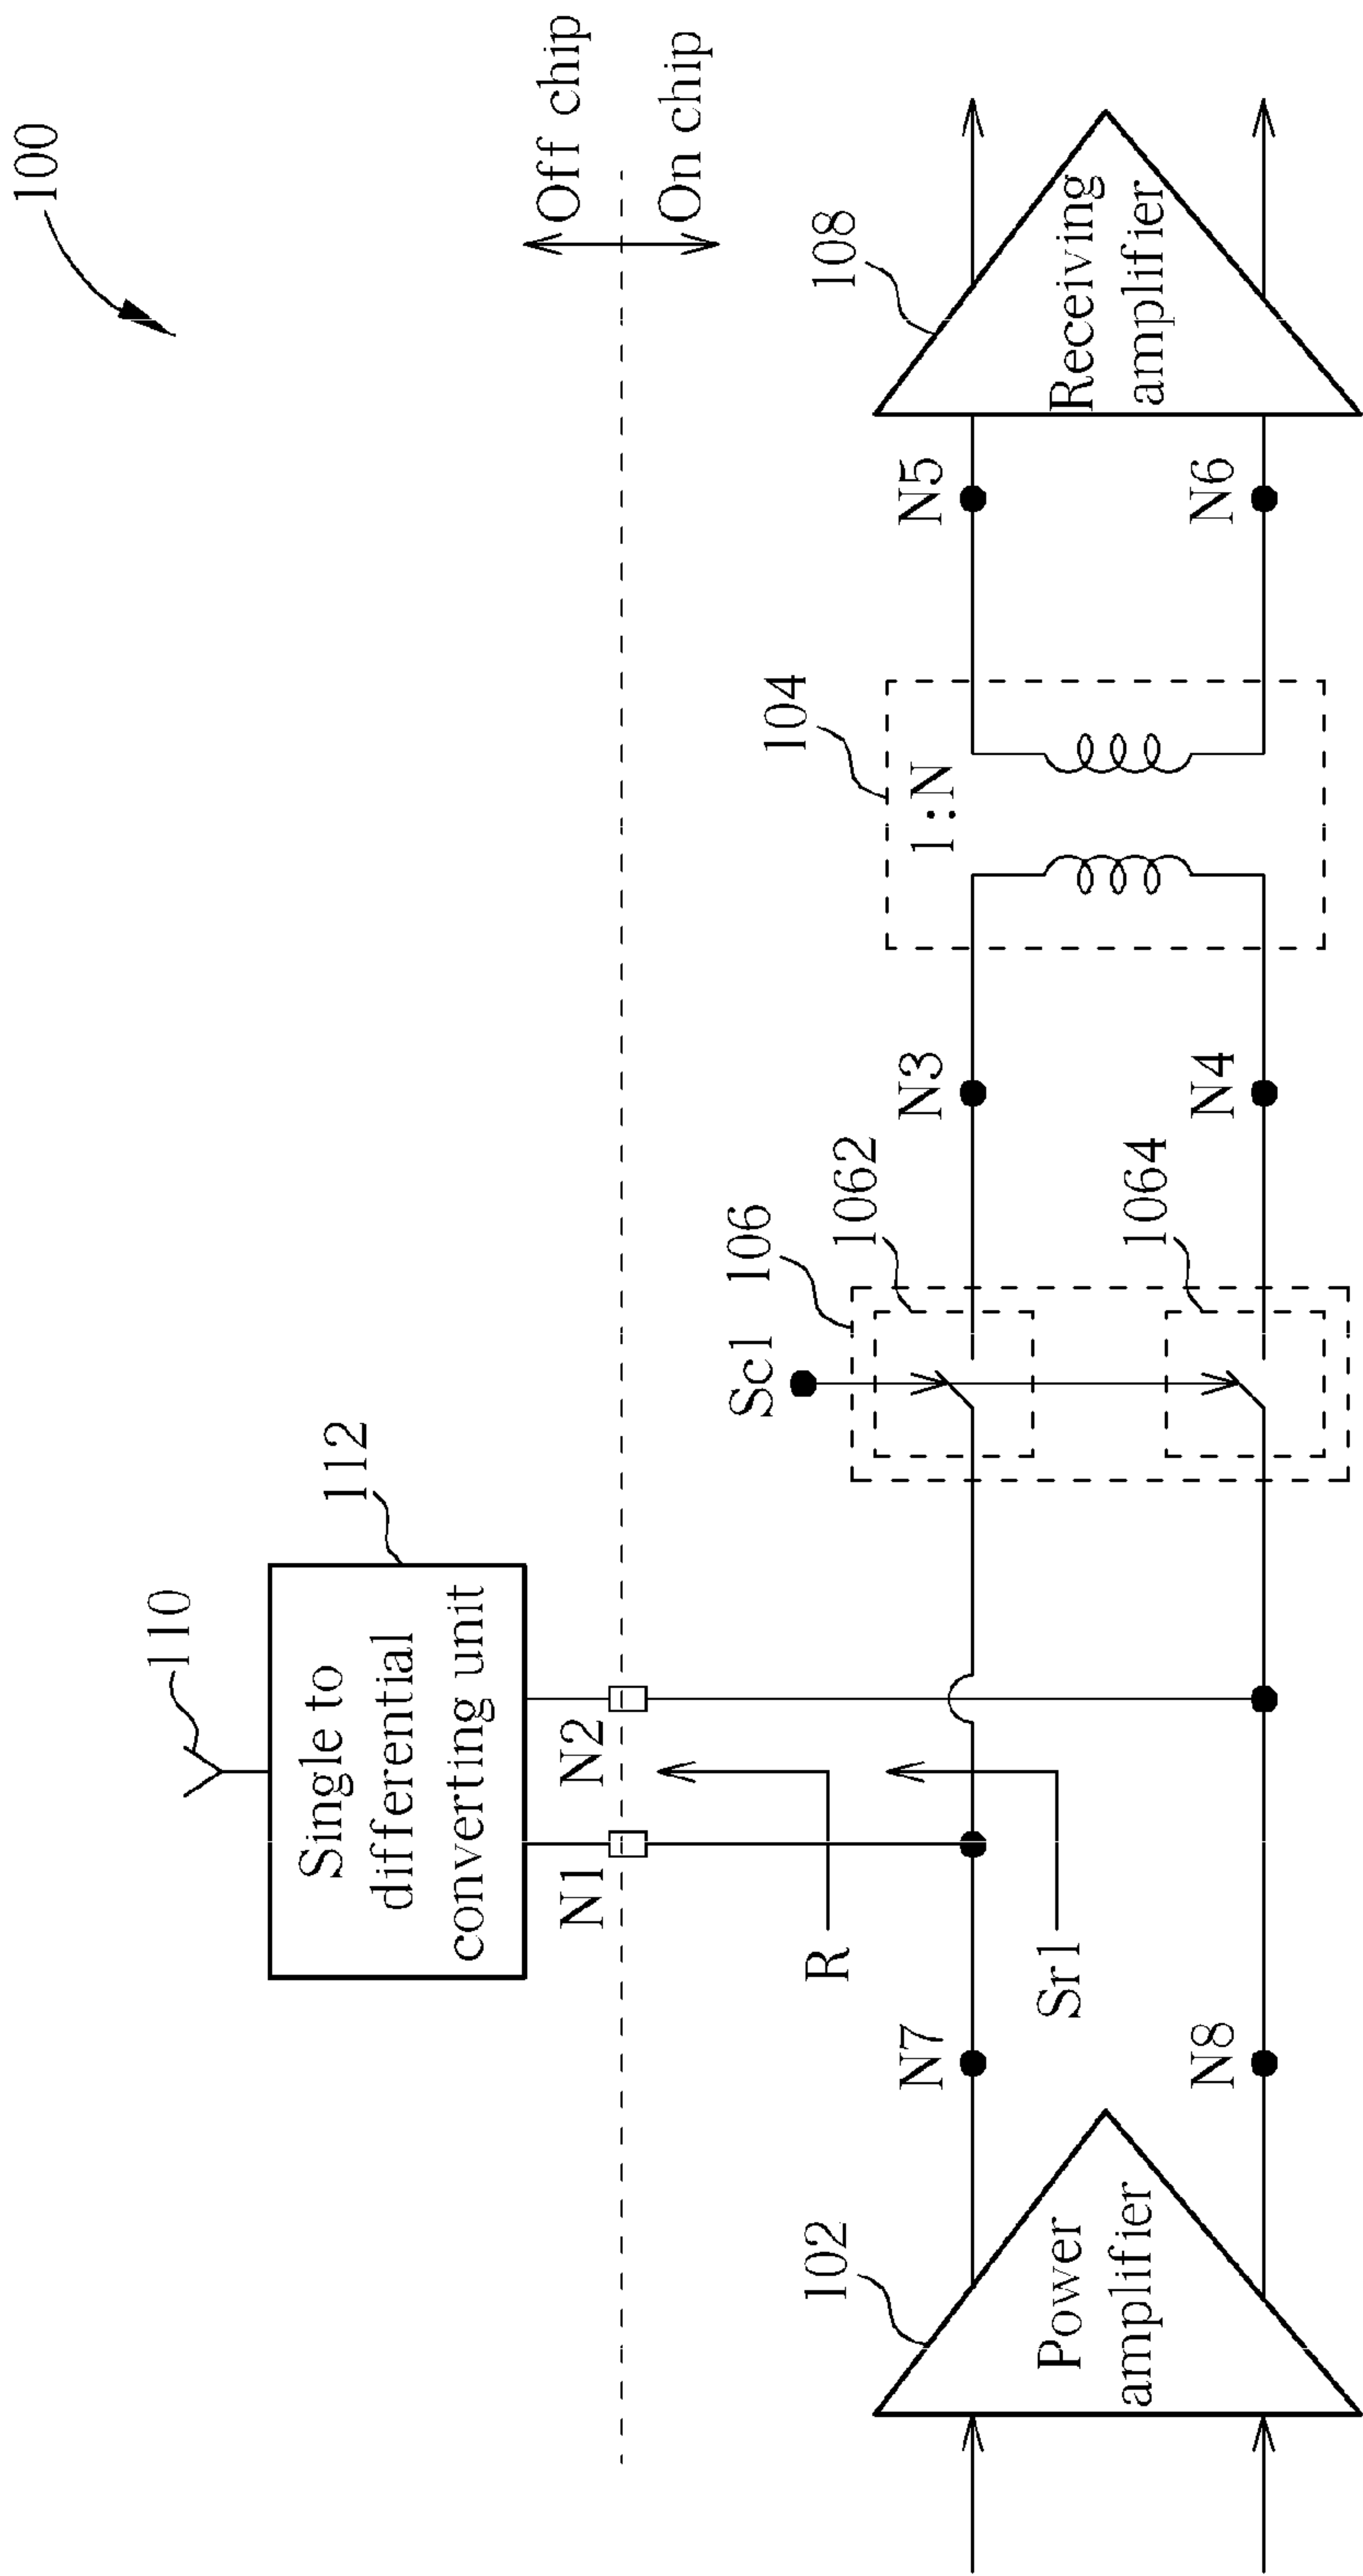 100
Off chip
On chip
110
112
Single to
differential
converting unit
N1
N2
R
Sr1
Sc1
106
1062
1064
104
1:N
108
Receiving
amplifier
N3
N4
N5
N6
N7
N8
102
Power
amplifier